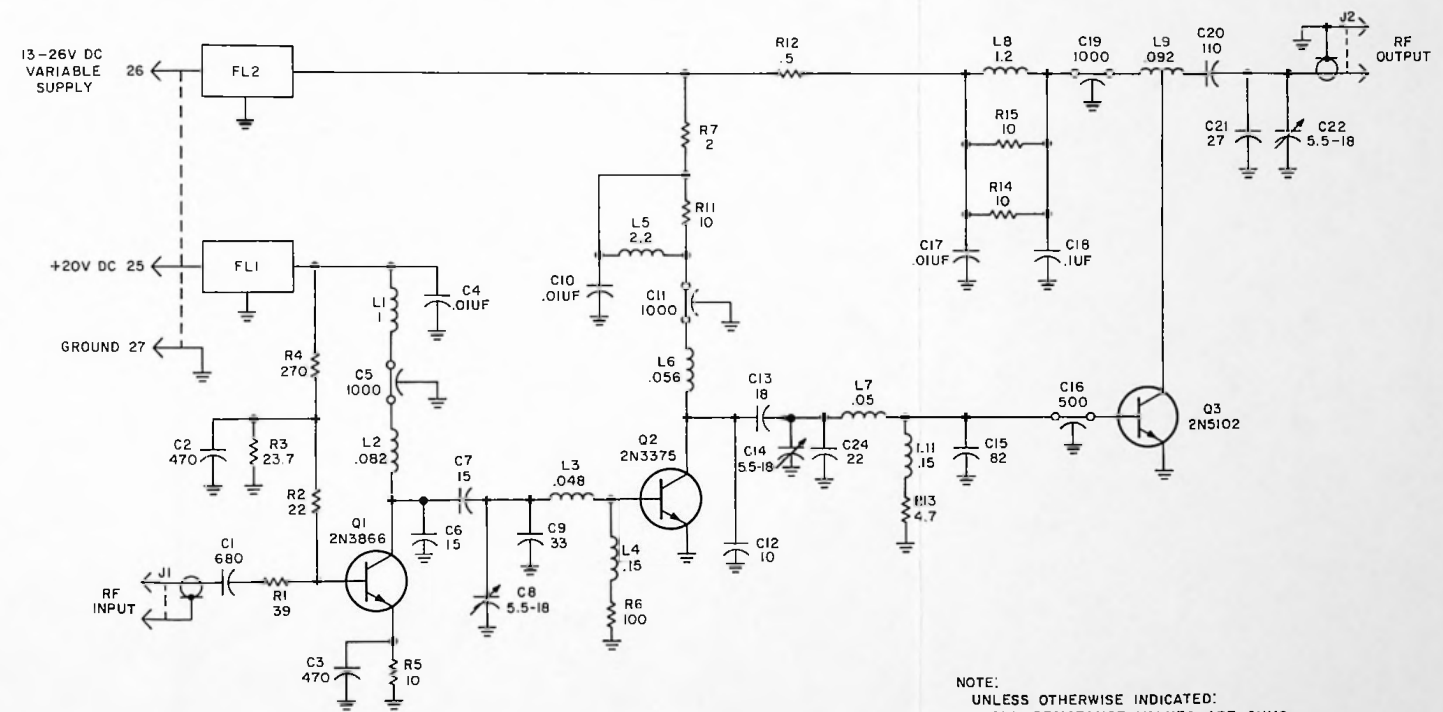 13-26V DC
VARIABLE
SUPPLY
26
FL2
R12
.5
L8
1.2
C19
1000
L9
.092
C20
110
J2
RF
OUTPUT
R7
2
R15
10
C21
27
C22
5.5-18
R11
10
R14
10
L5
2.2
+20V DC 25
FL1
C4
.01UF
L1
1
C10
.01UF
C11
1000
C17
.01UF
C18
.1UF
GROUND 27
R4
270
C5
1000
L6
.056
C13
18
L7
.05
C16
500
Q3
2N5102
C2
470
R3
23.7
L2
.082
C7
15
L3
.048
Q2
2N3375
C14
5.5-18
C24
22
L11
.15
C15
82
R2
22
Q1
2N3866
C6
15
C9
33
R13
4.7
C1
680
L4
.15
C12
10
J1
RF
INPUT
R1
39
C8
5.5-18
R6
100
C3
470
R5
10
NOTE:
UNLESS OTHERWISE INDICATED: